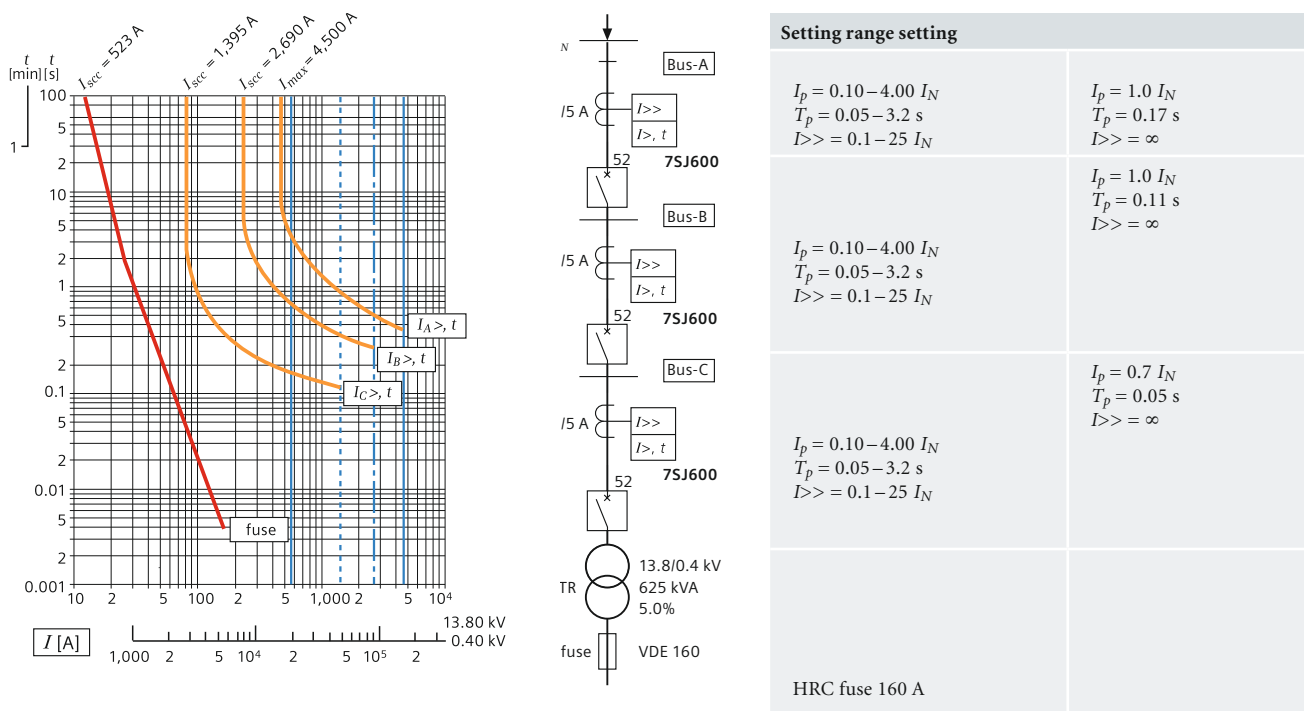 I_scc = 523 A
I_scc = 1,395 A
I_scc = 2,690 A
I_max = 4,500 A
t t
[min] [s]
100
5
1
2
10
5
2
1
5
2
0.1
5
2
0.01
5
2
0.001
I_A>, t
I_B>, t
I_C>, t
fuse
10 2 5 100 2 5 1,000 2 5 10⁴
13.80 kV
0.40 kV
I [A]
1,000 2 5 10⁴ 2 5 10⁵ 2
N
Bus-A
/5 A
I>>
I>, t
7SJ600
52
Bus-B
/5 A
I>>
I>, t
7SJ600
52
Bus-C
/5 A
I>>
I>, t
7SJ600
52
TR
13.8/0.4 kV
625 kVA
5.0%
fuse
VDE 160
Setting range setting
I_p = 0.10–4.00 I_N
T_p = 0.05–3.2 s
I>> = 0.1–25 I_N
I_p = 1.0 I_N
T_p = 0.17 s
I>> = ∞
I_p = 0.10–4.00 I_N
T_p = 0.05–3.2 s
I>> = 0.1–25 I_N
I_p = 1.0 I_N
T_p = 0.11 s
I>> = ∞
I_p = 0.10–4.00 I_N
T_p = 0.05–3.2 s
I>> = 0.1–25 I_N
I_p = 0.7 I_N
T_p = 0.05 s
I>> = ∞
HRC fuse 160 A